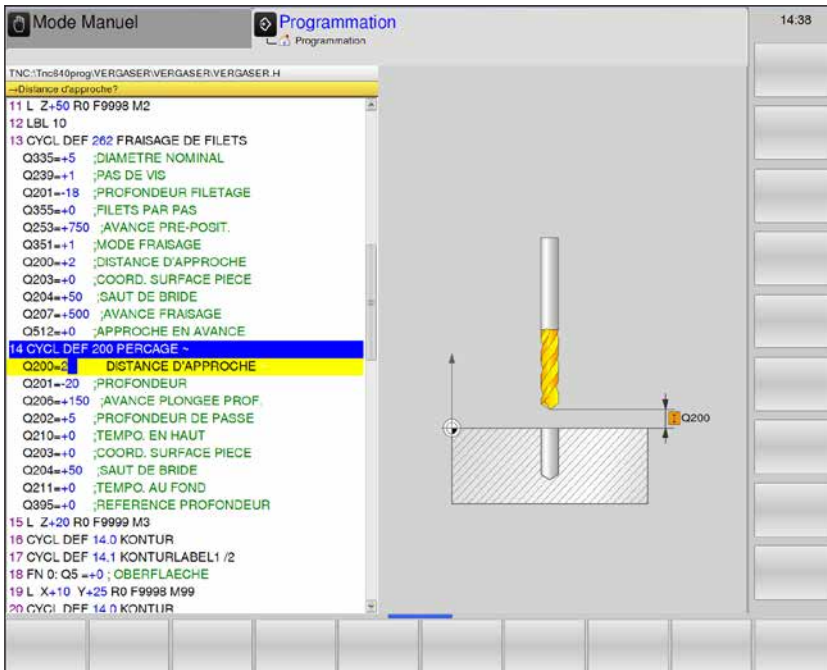 Mode Manuel
Programmation
Programmation
14:38
TNC:\Tnc640prog\VERGASER\VERGASER\VERGASER.H
→Distance d'approche?
11 L Z+50 R0 F9998 M2
12 LBL 10
13 CYCL DEF 262 FRAISAGE DE FILETS
Q335=+5 ;DIAMETRE NOMINAL
Q239=+1 ;PAS DE VIS
Q201=-18 ;PROFONDEUR FILETAGE
Q355=+0 ;FILETS PAR PAS
Q253=+750 ;AVANCE PRE-POSIT.
Q351=+1 ;MODE FRAISAGE
Q200=+2 ;DISTANCE D'APPROCHE
Q203=+0 ;COORD. SURFACE PIECE
Q204=+50 ;SAUT DE BRIDE
Q207=+500 ;AVANCE FRAISAGE
Q512=+0 ;APPROCHE EN AVANCE
14 CYCL DEF 200 PERCAGE ~
Q200=2 DISTANCE D'APPROCHE
Q201=-20 ;PROFONDEUR
Q206=+150 ;AVANCE PLONGEE PROF.
Q202=+5 ;PROFONDEUR DE PASSE
Q210=+0 ;TEMPO. EN HAUT
Q203=+0 ;COORD. SURFACE PIECE
Q204=+50 ;SAUT DE BRIDE
Q211=+0 ;TEMPO. AU FOND
Q395=+0 ;REFERENCE PROFONDEUR
15 L Z+20 R0 F9999 M3
16 CYCL DEF 14.0 KONTUR
17 CYCL DEF 14.1 KONTURLABEL1 /2
18 FN 0: Q5 =+0 ; OBERFLAECHE
19 L X+10 Y+25 R0 F9998 M99
20 CYCL DEF 14.0 KONTUR
Q200